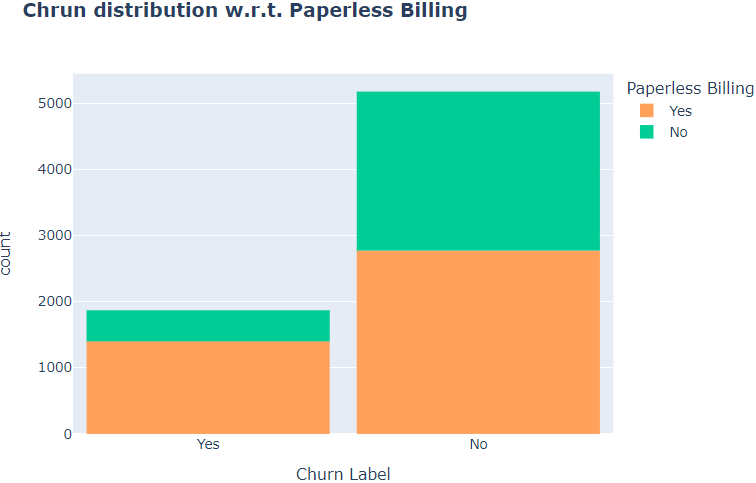 Chrun distribution w.r.t. Paperless Billing
Paperless Billing
Yes
No
5000
4000
3000
2000
1000
0
count
Yes
No
Churn Label